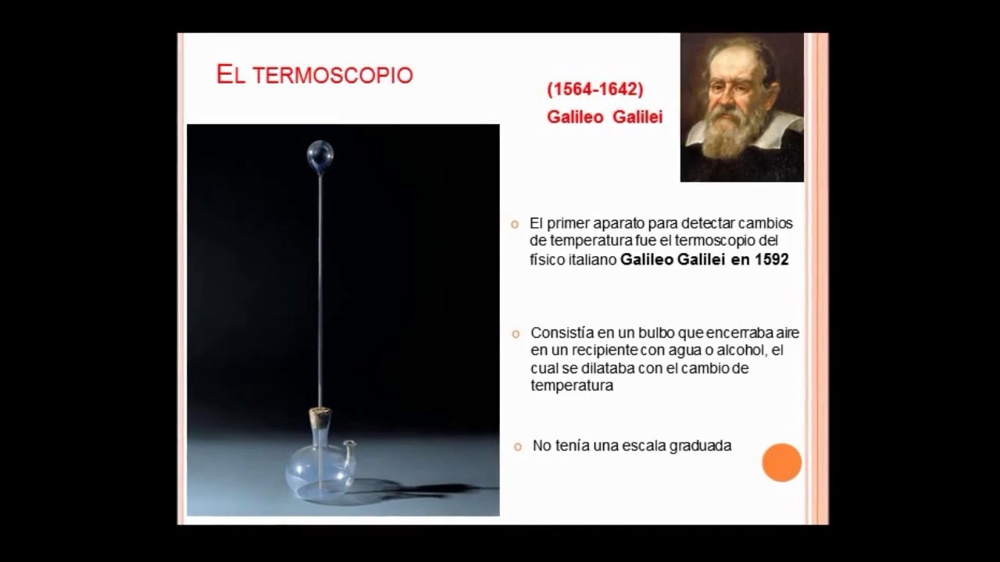 EL TERMOSCOPIO
(1564-1642)
Galileo Galilei
El primer aparato para detectar cambios
de temperatura fue el termoscopio del
físico italiano Galileo Galilei en 1592
Consistía en un bulbo que encerraba aire
en un recipiente con agua o alcohol, el
cual se dilataba con el cambio de
temperatura
No tenía una escala graduada